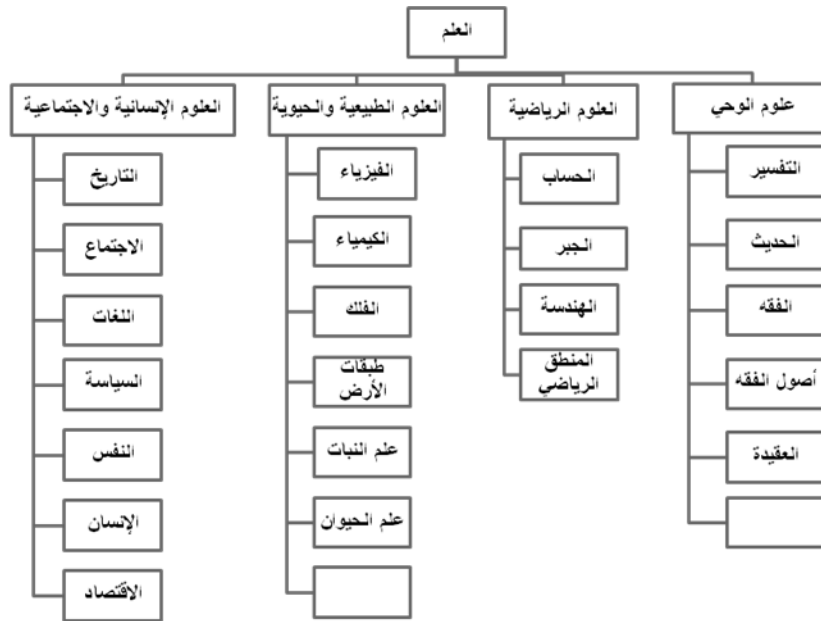 العلم
علوم الوحي
العلوم الرياضية
العلوم الطبيعية والحيوية
العلوم الإنسانية والاجتماعية
التفسير
الحديث
الفقه
أصول الفقه
العقيدة
الحساب
الجبر
الهندسة
المنطق
الرياضي
الفيزياء
الكيمياء
الفلك
طبقات
الأرض
علم النبات
علم الحيوان
التاريخ
الاجتماع
اللغات
السياسة
النفس
الإنسان
الاقتصاد